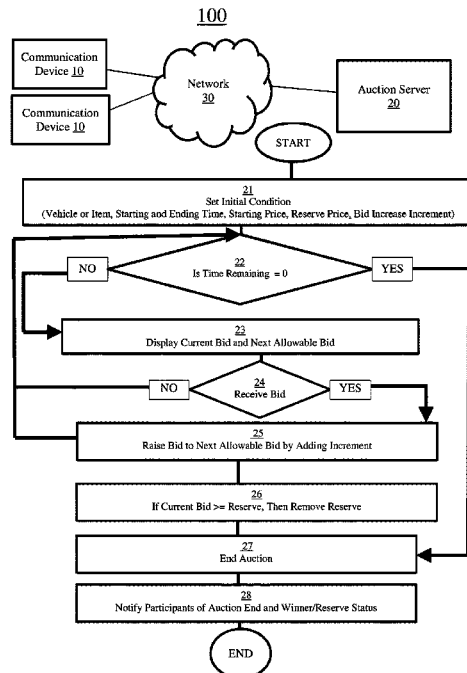 100
Communication
Device 10
Communication
Device 10
Network
30
Auction Server
20
START
21
Set Initial Condition
(Vehicle or Item, Starting and Ending Time, Starting Price, Reserve Price, Bid Increase Increment)
NO
22
Is Time Remaining = 0
YES
23
Display Current Bid and Next Allowable Bid
NO
24
Receive Bid
YES
25
Raise Bid to Next Allowable Bid by Adding Increment
26
If Current Bid >= Reserve, Then Remove Reserve
27
End Auction
28
Notify Participants of Auction End and Winner/Reserve Status
END